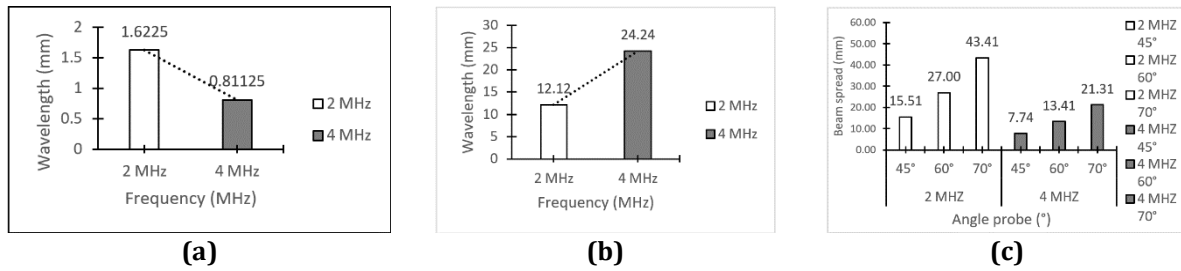 2
1.6225
1.5
1
0.81125
0.5
0
Wavelength (mm)
2 MHz
4 MHz
Frequency (MHz)
2 MHz
4 MHz
(a)
30
25
24.24
20
15
12.12
10
5
0
Wavelength (mm)
2 MHz
4 MHz
Frequency (MHz)
2 MHz
4 MHz
(b)
60.00
50.00
43.41
40.00
30.00
27.00
20.00
15.51
21.31
13.41
10.00
7.74
0.00
Beam spread (mm)
45°
60°
70°
45°
60°
70°
2 MHZ
4 MHZ
Angle probe (°)
2 MHZ
45°
2 MHZ
60°
2 MHZ
70°
4 MHZ
45°
4 MHZ
60°
4 MHZ
70°
(c)